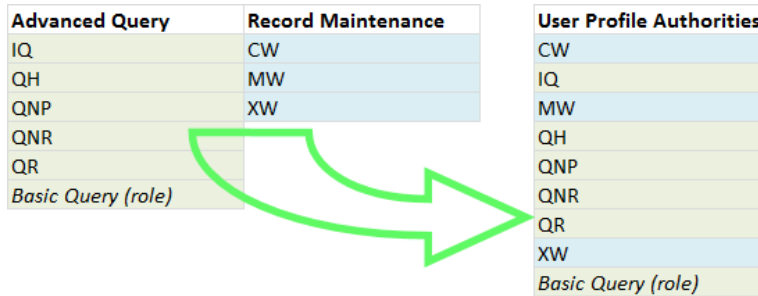 Advanced Query Record Maintenance User Profile Authorities
IQ CW CW
QH MW IQ
QNP XW MW
QNR QH
QR QNP
Basic Query (role) QNR
QR
XW
Basic Query (role)